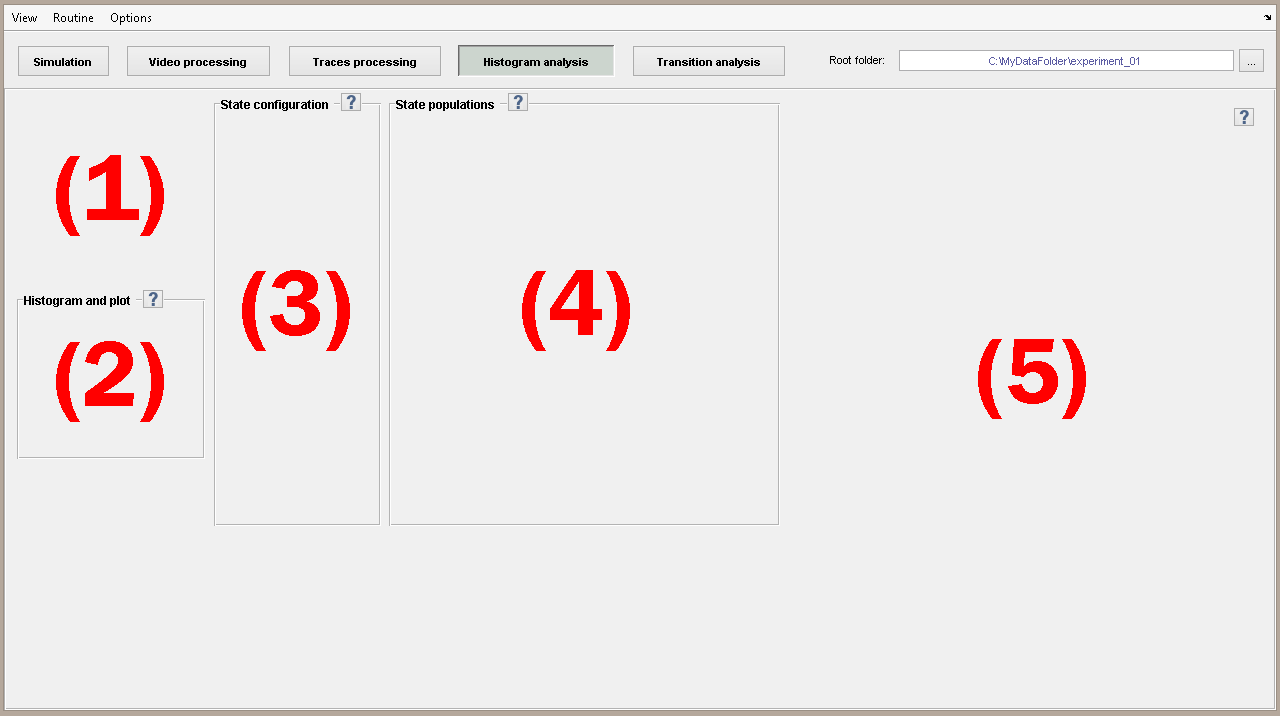 View Routine Options
Simulation Video processing Traces processing Histogram analysis Transition analysis Root folder: C:\MyDataFolder\experiment_01 ...
State configuration ? State populations ?
?
(1)
(3)
(4)
Histogram and plot ?
(2)
(5)